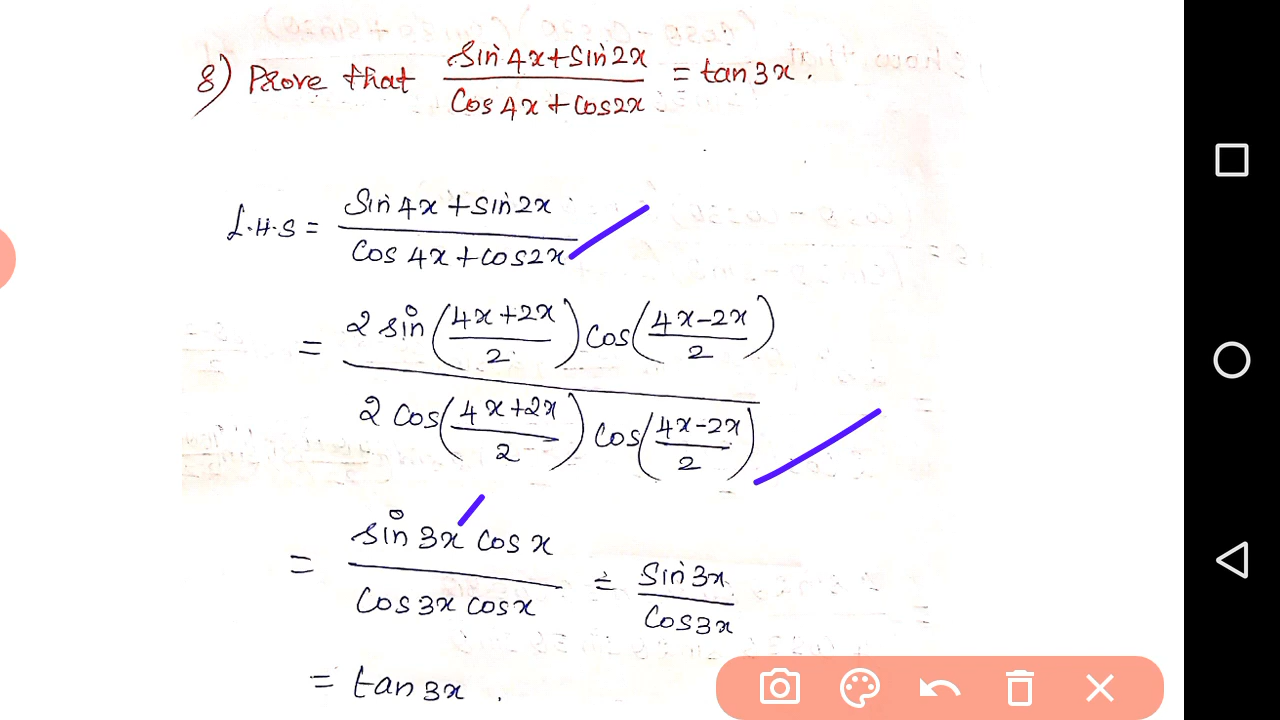 8) Prove that sin 4x + sin 2x / cos 4x + cos 2x = tan 3x.
L.H.S = sin 4x + sin 2x / cos 4x + cos 2x
= 2 sin (4x+2x / 2) cos (4x-2x / 2) / 2 cos (4x+2x / 2) cos (4x-2x / 2)
= sin 3x cos x / cos 3x cos x = sin 3x / cos 3x
= tan 3x.